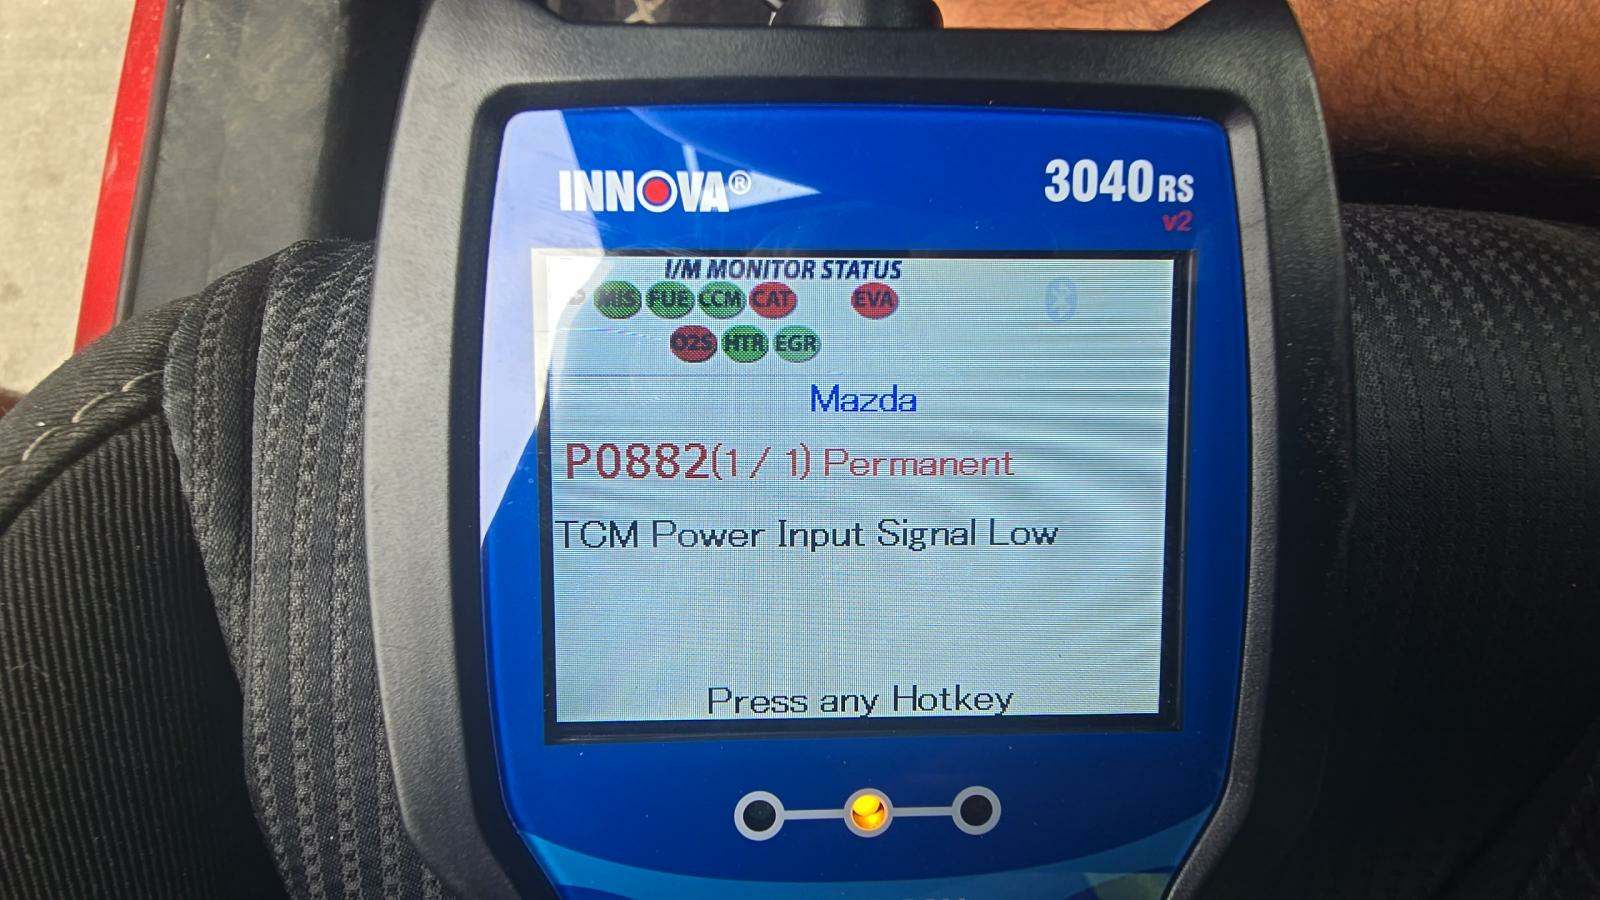 INNOVA®
3040RS
v2
I/M MONITOR STATUS
MIS FUE CCM CAT EVA
O2S HTR EGR
Mazda
P0882(1 / 1) Permanent
TCM Power Input Signal Low
Press any Hotkey